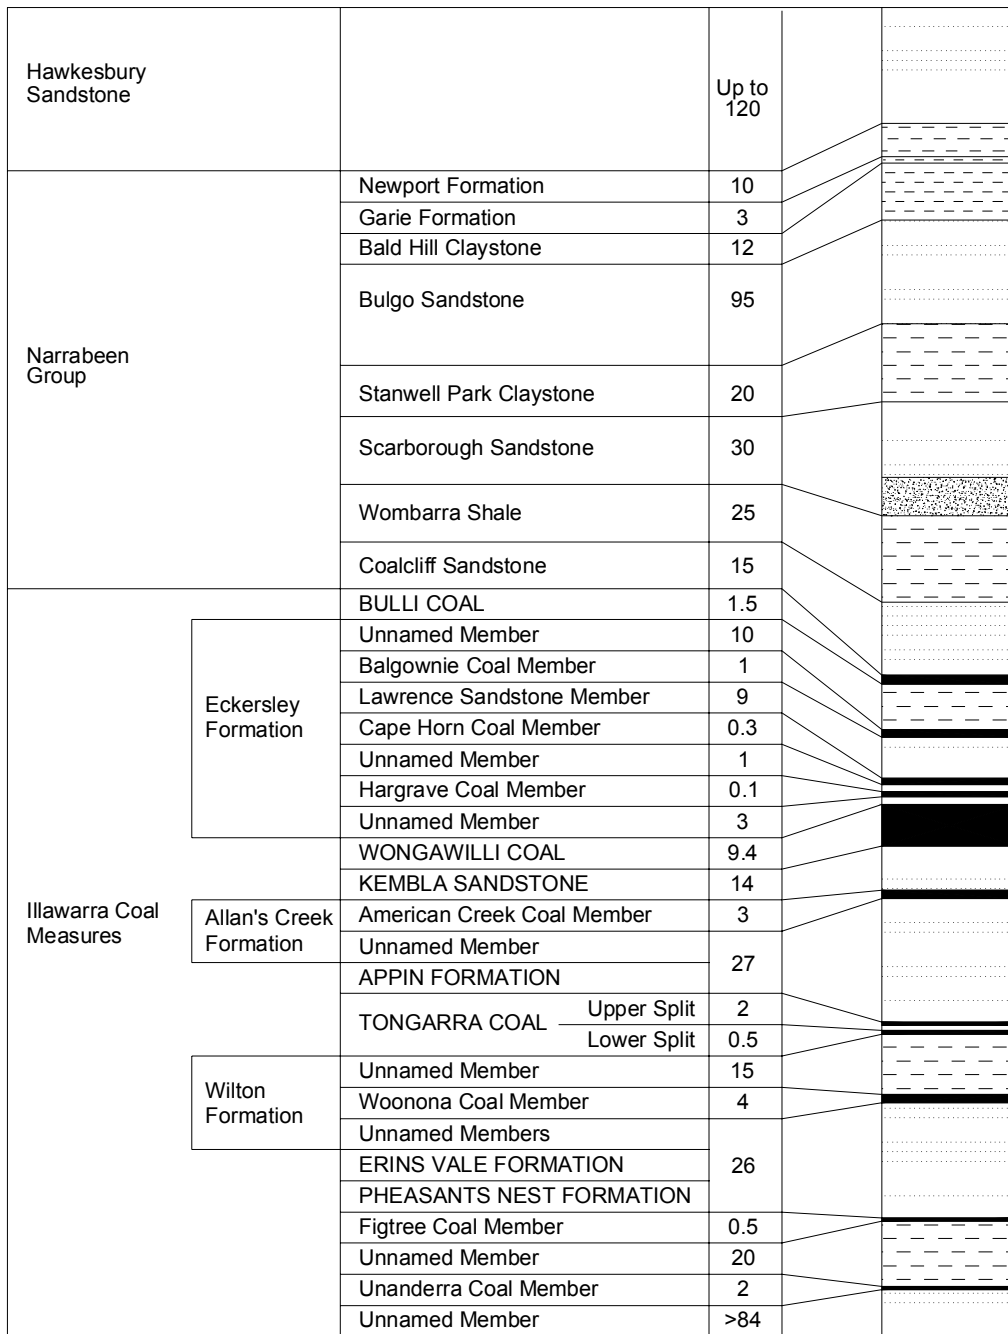 Hawkesbury
Sandstone
Up to
120
Narrabeen
Group
Newport Formation 10
Garie Formation 3
Bald Hill Claystone 12
Bulgo Sandstone 95
Stanwell Park Claystone 20
Scarborough Sandstone 30
Wombarra Shale 25
Coalcliff Sandstone 15
Illawarra Coal
Measures
BULLI COAL 1.5
Eckersley
Formation
Unnamed Member 10
Balgownie Coal Member 1
Lawrence Sandstone Member 9
Cape Horn Coal Member 0.3
Unnamed Member 1
Hargrave Coal Member 0.1
Unnamed Member 3
WONGAWILLI COAL 9.4
KEMBLA SANDSTONE 14
Allan's Creek
Formation
American Creek Coal Member 3
Unnamed Member
APPIN FORMATION
27
TONGARRA COAL
Upper Split 2
Lower Split 0.5
Wilton
Formation
Unnamed Member 15
Woonona Coal Member 4
Unnamed Members
ERINS VALE FORMATION 26
PHEASANTS NEST FORMATION
Figtree Coal Member 0.5
Unnamed Member 20
Unanderra Coal Member 2
Unnamed Member >84